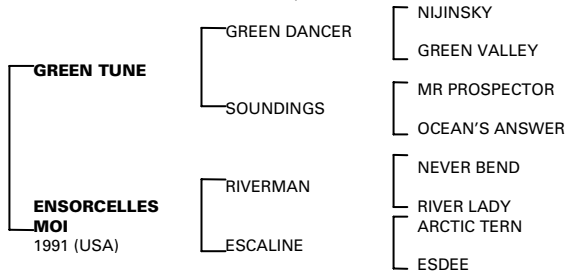 NIJINSKY
GREEN DANCER
GREEN VALLEY
GREEN TUNE
MR PROSPECTOR
SOUNDINGS
OCEAN'S ANSWER
NEVER BEND
RIVERMAN
ENSORCELLES
MOI
RIVER LADY
1991 (USA)
ARCTIC TERN
ESCALINE
ESDEE